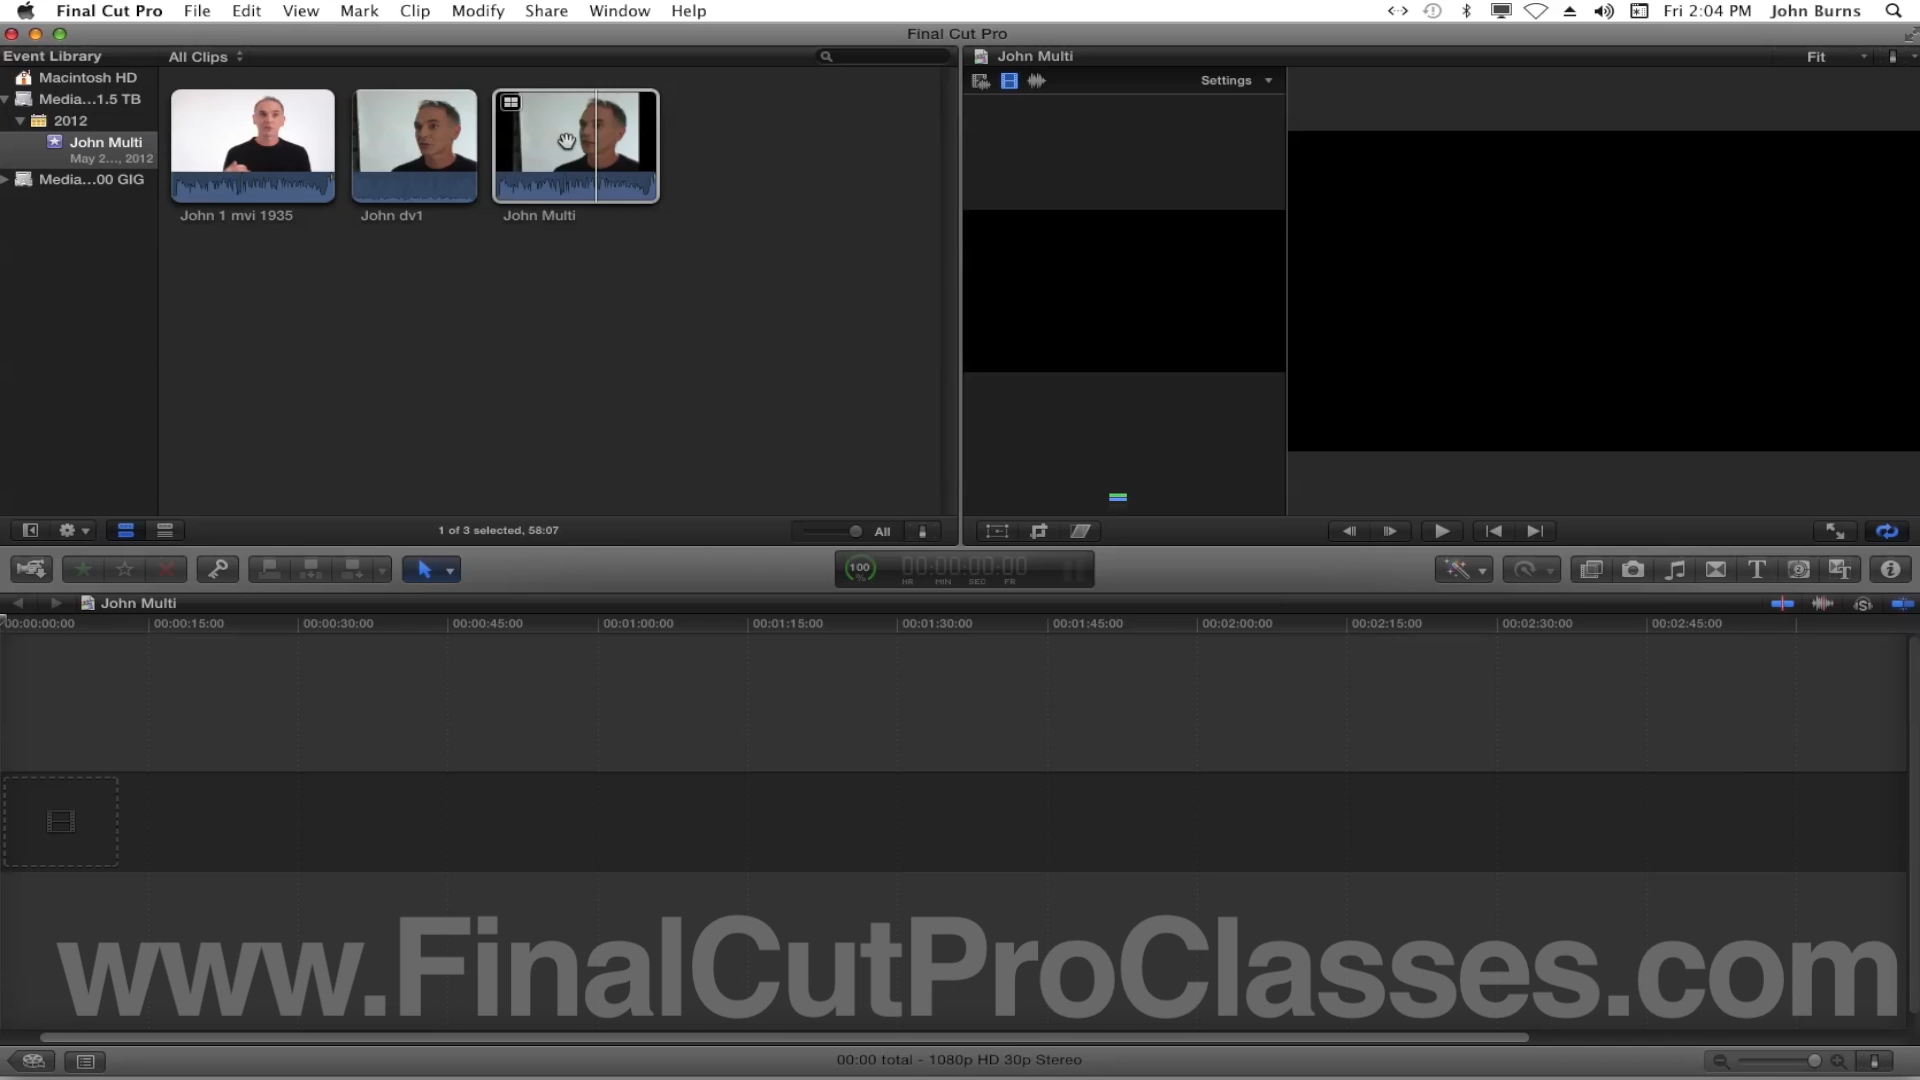 Final Cut Pro File Edit View Mark Clip Modify Share Window Help Fri 2:04 PM John Burns
Final Cut Pro
Event Library All Clips John Multi Fit
Macintosh HD Settings
Media...1.5 TB
2012
John Multi
May 2..., 2012
Media...00 GIG
John 1 mvi 1935 John dv1 John Multi
1 of 3 selected, 58:07 All
100 % 00:00:00:00
HR MIN SEC FR
John Multi
00:00:00:00 00:00:15:00 00:00:30:00 00:00:45:00 00:01:00:00 00:01:15:00 00:01:30:00 00:01:45:00 00:02:00:00 00:02:15:00 00:02:30:00 00:02:45:00
www.FinalCutProClasses.com
00:00 total - 1080p HD 30p Stereo